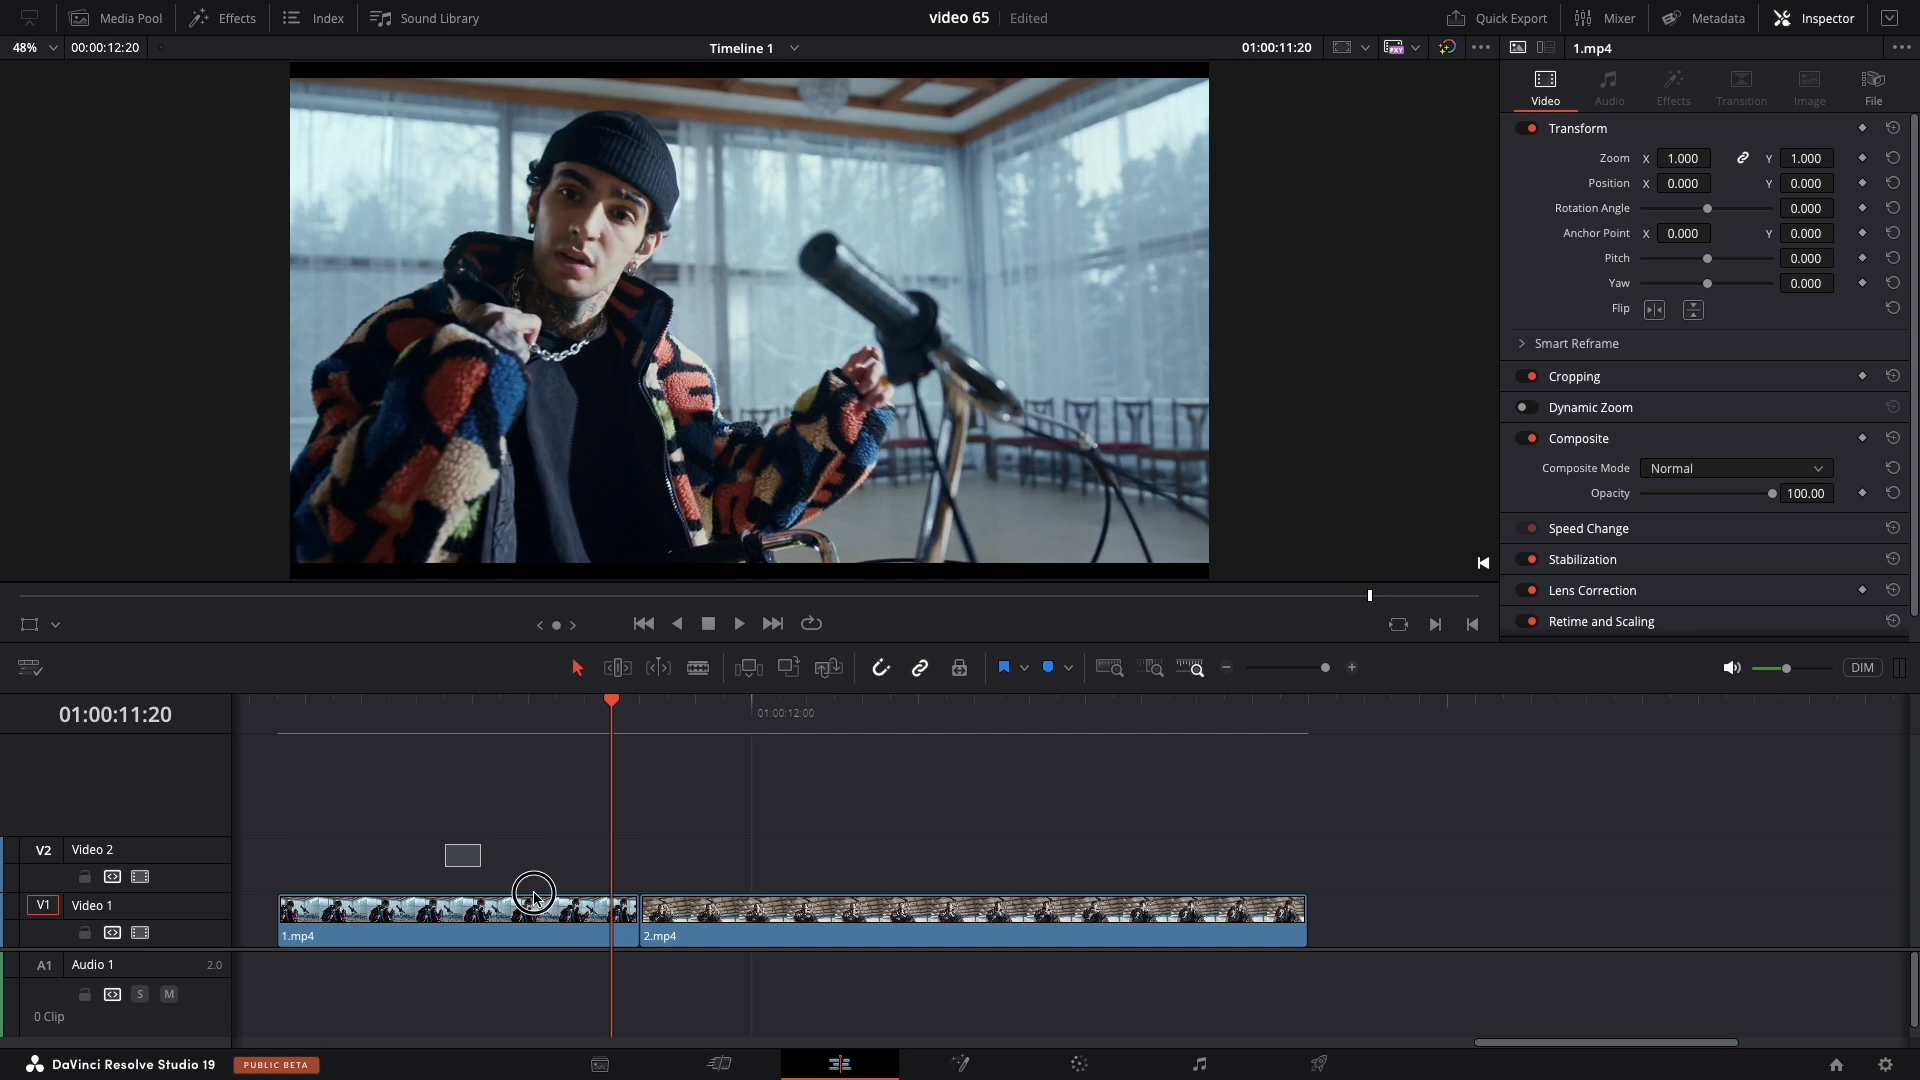 Media Pool
Effects
Index
Sound Library
video 65
Edited
Quick Export
Mixer
Metadata
Inspector
48%
00:00:12:20
Timeline 1
01:00:11:20
PXY
1.mp4
Video
Audio
Effects
Transition
Image
File
Transform
Zoom X 1.000 Y 1.000
Position X 0.000 Y 0.000
Rotation Angle 0.000
Anchor Point X 0.000 Y 0.000
Pitch 0.000
Yaw 0.000
Flip
Smart Reframe
Cropping
Dynamic Zoom
Composite
Composite Mode Normal
Opacity 100.00
Speed Change
Stabilization
Lens Correction
Retime and Scaling
DIM
01:00:11:20
01:00:12:00
V2 Video 2
V1 Video 1
1.mp4
2.mp4
A1 Audio 1 2.0
S M
0 Clip
DaVinci Resolve Studio 19
PUBLIC BETA